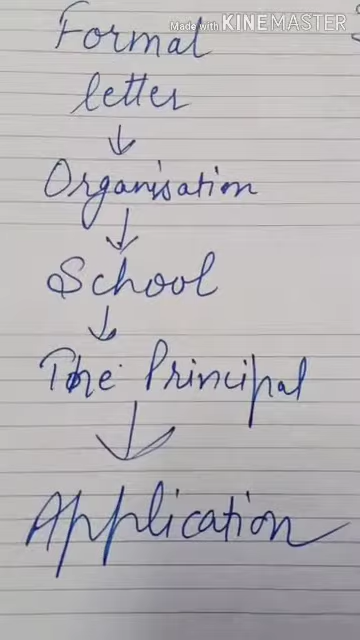 Made with KINEMASTER
Formal
letter
↓
Organisation
↓
School
↓
The Principal
↓
Application